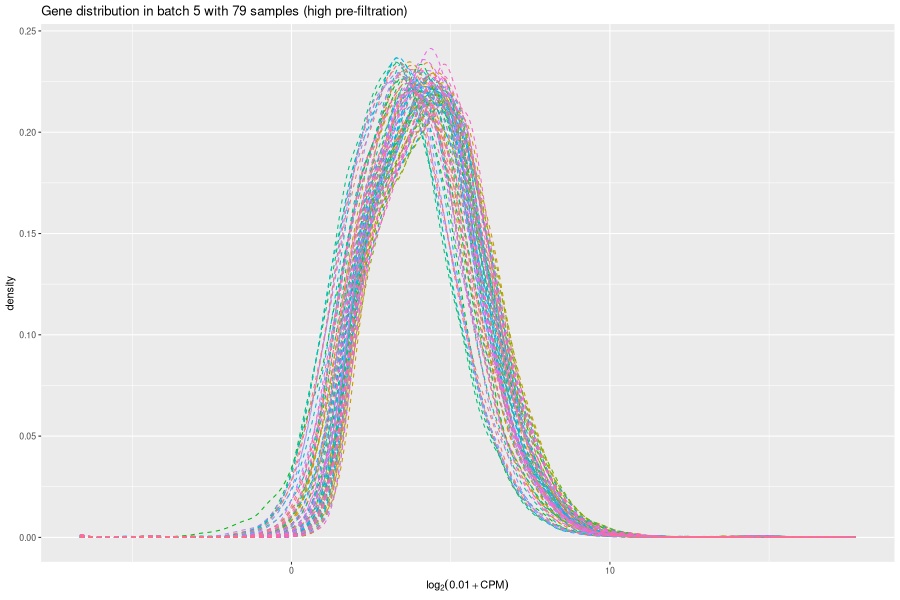 Gene distribution in batch 5 with 79 samples (high pre-filtration)
0.25
0.20
0.15
0.10
0.05
0.00
density
0 10
log₂(0.01 + CPM)